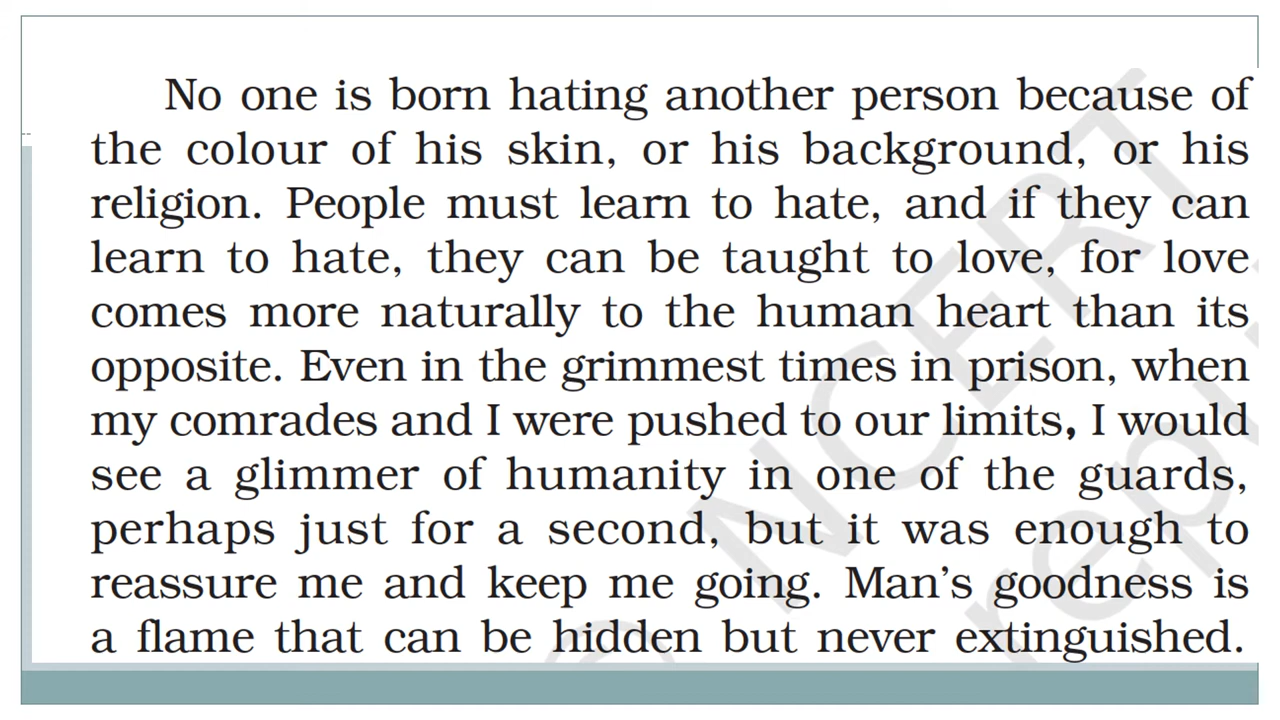 No one is born hating another person because of
the colour of his skin, or his background, or his
religion. People must learn to hate, and if they can
learn to hate, they can be taught to love, for love
comes more naturally to the human heart than its
opposite. Even in the grimmest times in prison, when
my comrades and I were pushed to our limits, I would
see a glimmer of humanity in one of the guards,
perhaps just for a second, but it was enough to
reassure me and keep me going. Man’s goodness is
a flame that can be hidden but never extinguished.
© NCERT